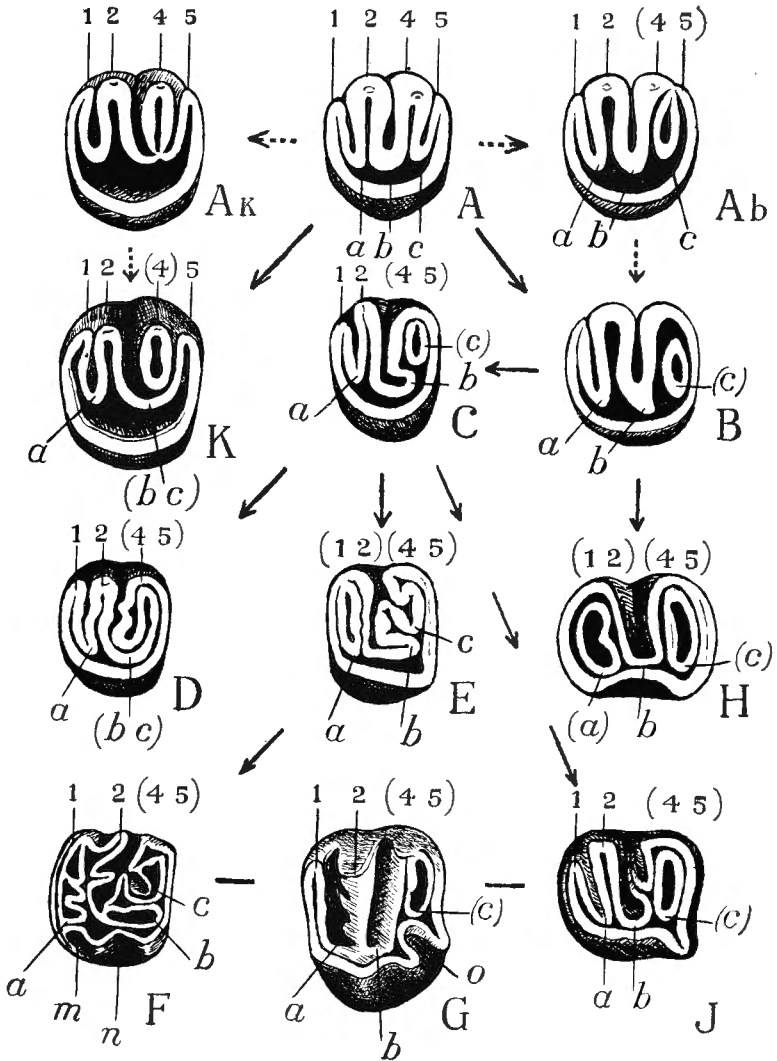 1 2 4 5 1 2 4 5 1 2 (4 5)
Aк A Ab
a b c a b c
1 2 (4) 5 1 2 (4 5)
(c) b a (c) a b
K C B
a (b c)
1 2 (4 5) (1 2) (4 5) (1 2) (4 5)
c (c)
D E H
a (b c) a b (a) b
1 2 (4 5) 1 2 (4 5) 1 2 (4 5)
c (c) (c)
a b m n a o b a b
F G J